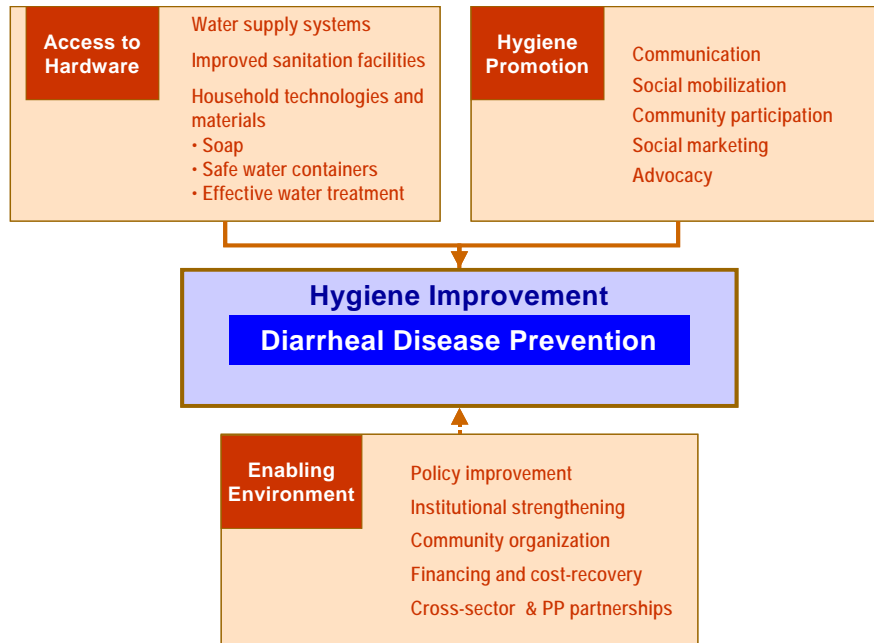 Access to
Hardware
Water supply systems
Improved sanitation facilities
Household technologies and
materials
• Soap
• Safe water containers
• Effective water treatment
Hygiene
Promotion
Communication
Social mobilization
Community participation
Social marketing
Advocacy
Hygiene Improvement
Diarrheal Disease Prevention
Enabling
Environment
Policy improvement
Institutional strengthening
Community organization
Financing and cost-recovery
Cross-sector & PP partnerships